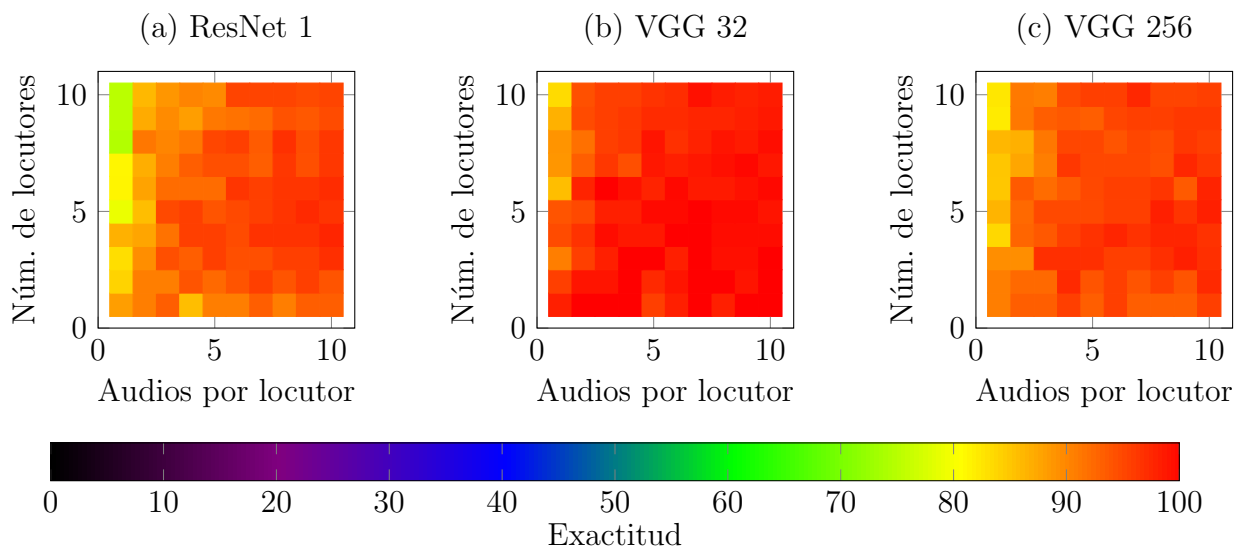 (a) ResNet 1
(b) VGG 32
(c) VGG 256
Núm. de locutores
10
5
0
0 5 10
Audios por locutor
Núm. de locutores
10
5
0
0 5 10
Audios por locutor
Núm. de locutores
10
5
0
0 5 10
Audios por locutor
0 10 20 30 40 50 60 70 80 90 100
Exactitud